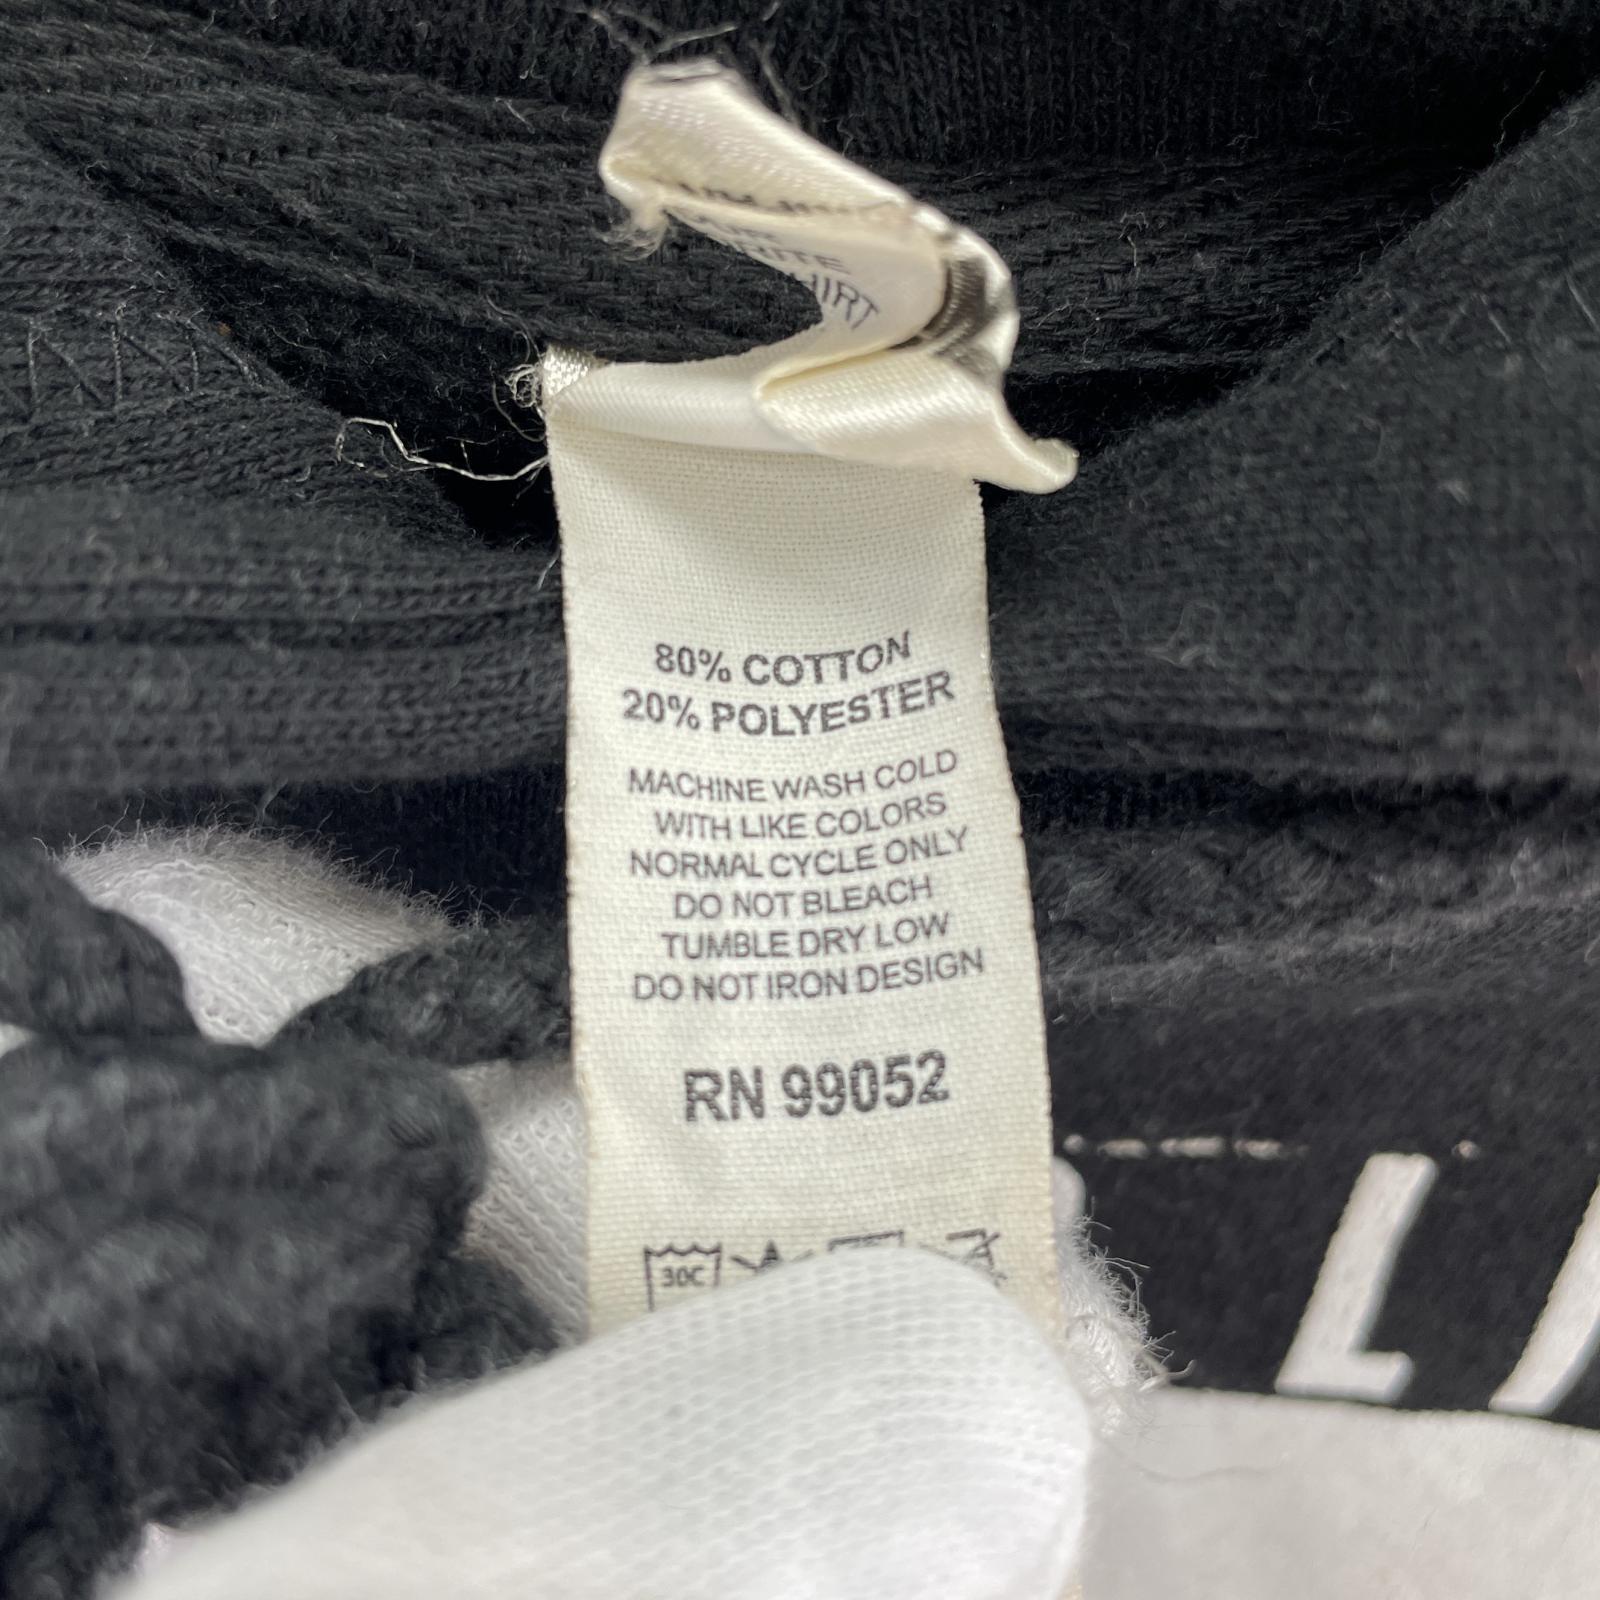 HIRT
80% COTTON
20% POLYESTER
MACHINE WASH COLD
WITH LIKE COLORS
NORMAL CYCLE ONLY
DO NOT BLEACH
TUMBLE DRY LOW
DO NOT IRON DESIGN
RN 99052
30C
L